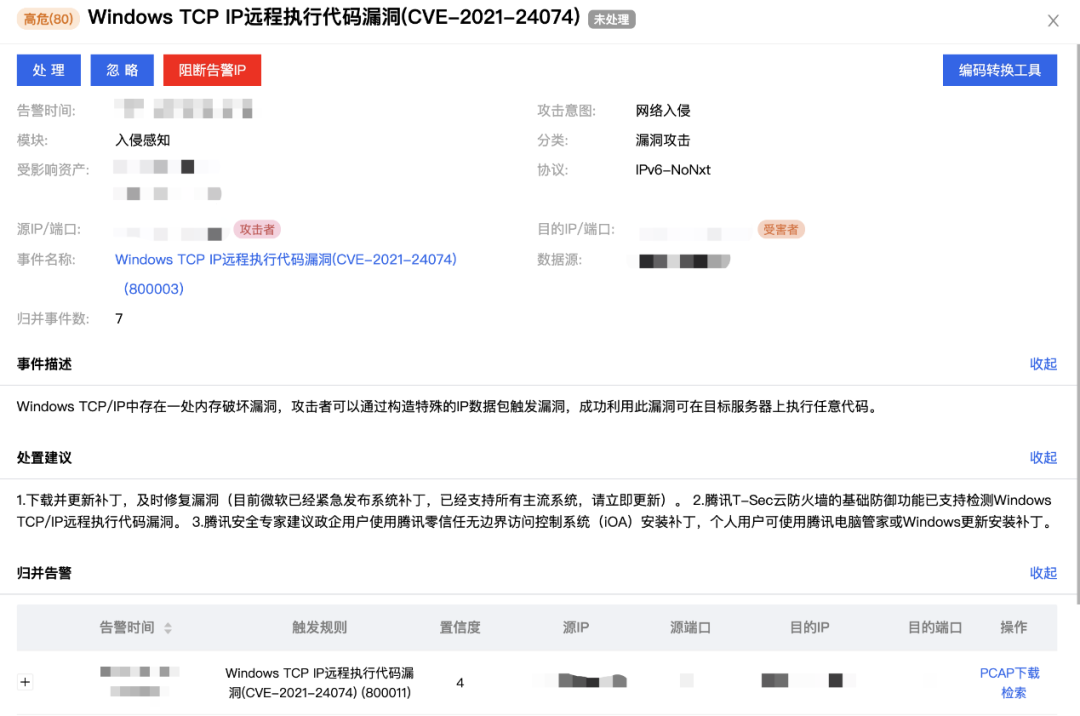 高危(80) Windows TCP IP远程执行代码漏洞(CVE-2021-24074) 未处理
处 理 忽 略 阻断告警IP 编码转换工具
告警时间: 攻击意图: 网络入侵
模块: 入侵感知 分类: 漏洞攻击
受影响资产: 协议: IPv6-NoNxt
源IP/端口: 攻击者 目的IP/端口: 受害者
事件名称: Windows TCP IP远程执行代码漏洞(CVE-2021-24074) 数据源:
(800003)
归并事件数: 7
事件描述 收起
Windows TCP/IP中存在一处内存破坏漏洞，攻击者可以通过构造特殊的IP数据包触发漏洞，成功利用此漏洞可在目标服务器上执行任意代码。
处置建议 收起
1.下载并更新补丁，及时修复漏洞（目前微软已经紧急发布系统补丁，已经支持所有主流系统，请立即更新）。 2.腾讯T-Sec云防火墙的基础防御功能已支持检测Windows
TCP/IP远程执行代码漏洞。 3.腾讯安全专家建议政企用户使用腾讯零信任无边界访问控制系统（iOA）安装补丁，个人用户可使用腾讯电脑管家或Windows更新安装补丁。
归并告警 收起
告警时间 触发规则 置信度 源IP 源端口 目的IP 目的端口 操作
Windows TCP IP远程执行代码漏 PCAP下载
洞(CVE-2021-24074) (800011) 4 检索